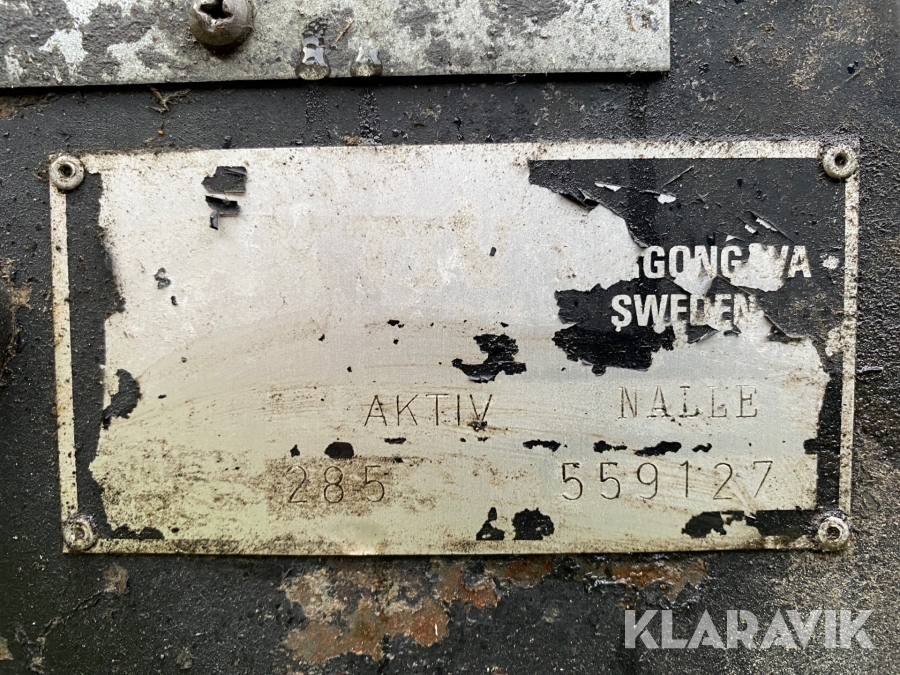 GONGAVA
SWEDEN
AKTIV NALLE
285 559127
KLARAVIK